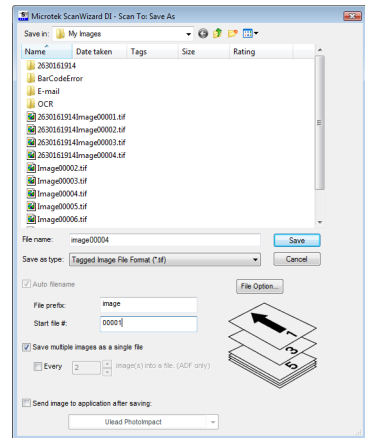 Microtek ScanWizard DI - Scan To: Save As
Save in: My Images
Name Date taken Tags Size Rating
2630161914
BarCodeError
E-mail
OCR
2630161914Image00001.tif
2630161914Image00002.tif
2630161914Image00003.tif
2630161914Image00004.tif
Image00002.tif
Image00003.tif
Image00004.tif
Image00005.tif
Image00006.tif
File name: image00004 Save
Save as type: Tagged Image File Format (*.tif) Cancel
Auto filename File Option...
File prefix: image
Start file #: 00001
Save multiple images as a single file
Every 2 image(s) into a file. (ADF only)
1
3
5
Send image to application after saving:
Ulead PhotoImpact